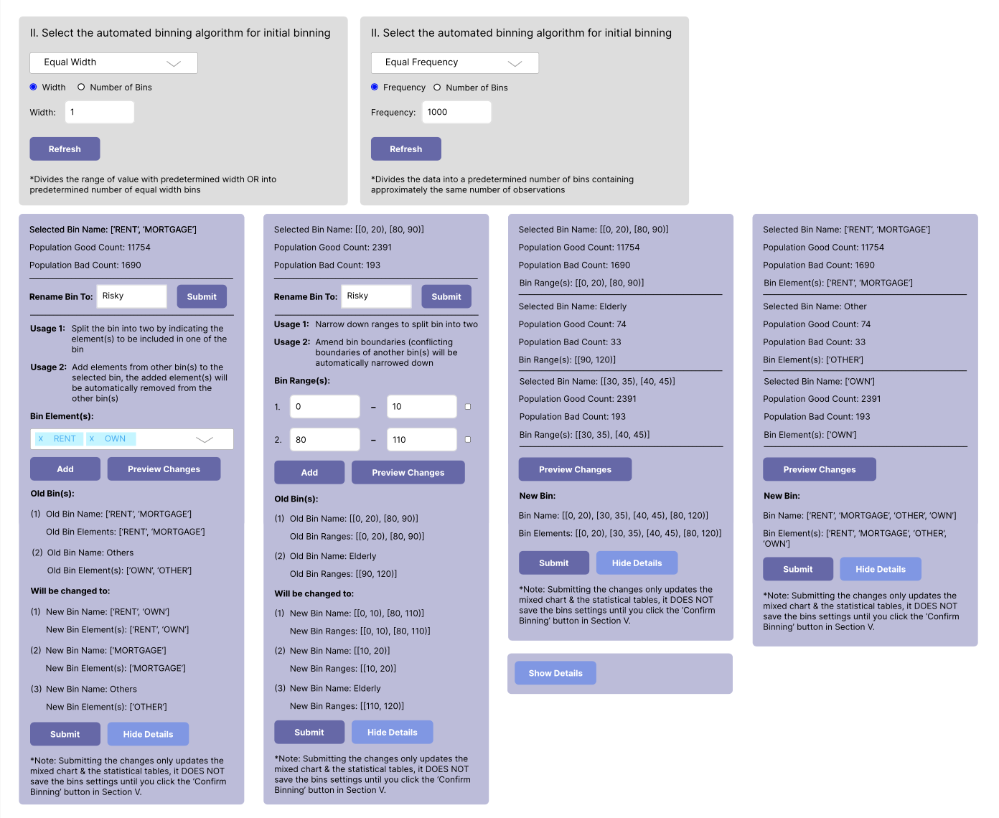 II. Select the automated binning algorithm for initial binning
Equal Width
Width
Number of Bins
Width:
1
Refresh
*Divides the range of value with predetermined width OR into
predetermined number of equal width bins
II. Select the automated binning algorithm for initial binning
Equal Frequency
Frequency
Number of Bins
Frequency:
1000
Refresh
*Divides the data into a predetermined number of bins containing
approximately the same number of observations
Selected Bin Name: [‘RENT’, ‘MORTGAGE’]
Population Good Count: 11754
Population Bad Count: 1690
Rename Bin To:
Risky
Submit
Usage 1: Split the bin into two by indicating the
element(s) to be included in one of the
bin
Usage 2: Add elements from other bin(s) to the
selected bin, the added element(s) will
be automatically removed from the
other bin(s)
Bin Element(s):
x RENT x OWN
Add
Preview Changes
Old Bin(s):
(1) Old Bin Name: [‘RENT’, ‘MORTGAGE’]
Old Bin Elements: [‘RENT’, ‘MORTGAGE’]
(2) Old Bin Name: Others
Old Bin Element(s): [‘OWN’, ‘OTHER’]
Will be changed to:
(1) New Bin Name: [‘RENT’, ‘OWN’]
New Bin Element(s): [‘RENT’, ‘OWN’]
(2) New Bin Name: [‘MORTGAGE’]
New Bin Element(s): [‘MORTGAGE’]
(3) New Bin Name: Others
New Bin Element(s): [‘OTHER’]
Submit
Hide Details
*Note: Submitting the changes only updates the
mixed chart & the statistical tables, it DOES NOT
save the bins settings until you click the ‘Confirm
Binning’ button in Section V.
Selected Bin Name: [[0, 20), [80, 90)]
Population Good Count: 2391
Population Bad Count: 193
Rename Bin To:
Risky
Submit
Usage 1: Narrow down ranges to split bin into two
Usage 2: Amend bin boundaries (conflicting
boundaries of another bin(s) will be
automatically narrowed down
Bin Range(s):
1. 0 – 10
2. 80 – 110
Add
Preview Changes
Old Bin(s):
(1) Old Bin Name: [[0, 20), [80, 90)]
Old Bin Ranges: [[0, 20), [80, 90)]
(2) Old Bin Name: Elderly
Old Bin Ranges: [[90, 120)]
Will be changed to:
(1) New Bin Name: [[0, 10), [80, 110)]
New Bin Ranges: [[0, 10), [80, 110)]
(2) New Bin Name: [[10, 20)]
New Bin Ranges: [[10, 20)]
(3) New Bin Name: Elderly
New Bin Ranges: [[110, 120)]
Submit
Hide Details
*Note: Submitting the changes only updates the
mixed chart & the statistical tables, it DOES NOT
save the bins settings until you click the ‘Confirm
Binning’ button in Section V.
Selected Bin Name: [[0, 20), [80, 90)]
Population Good Count: 11754
Population Bad Count: 1690
Bin Range(s): [[0, 20), [80, 90)]
Selected Bin Name: Elderly
Population Good Count: 74
Population Bad Count: 33
Bin Range(s): [[90, 120)]
Selected Bin Name: [[30, 35), [40, 45)]
Population Good Count: 2391
Population Bad Count: 193
Bin Range(s): [[30, 35), [40, 45)]
Preview Changes
New Bin:
Bin Name: [[0, 20), [30, 35), [40, 45), [80, 120)]
Bin Elements: [[0, 20), [30, 35), [40, 45), [80, 120)]
Submit
Hide Details
*Note: Submitting the changes only updates the
mixed chart & the statistical tables, it DOES NOT
save the bins settings until you click the ‘Confirm
Binning’ button in Section V.
Show Details
Selected Bin Name: [‘RENT’, ‘MORTGAGE’]
Population Good Count: 11754
Population Bad Count: 1690
Bin Element(s): [‘RENT’, ‘MORTGAGE’]
Selected Bin Name: Other
Population Good Count: 74
Population Bad Count: 33
Bin Element(s): [‘OTHER’]
Selected Bin Name: [‘OWN’]
Population Good Count: 2391
Population Bad Count: 193
Bin Element(s): [‘OWN’]
Preview Changes
New Bin:
Bin Name: [‘RENT’, ‘MORTGAGE’, ‘OTHER’, ‘OWN’]
Bin Element(s): [‘RENT’, ‘MORTGAGE’, ‘OTHER’,
‘OWN’]
Submit
Hide Details
*Note: Submitting the changes only updates the
mixed chart & the statistical tables, it DOES NOT
save the bins settings until you click the ‘Confirm
Binning’ button in Section V.